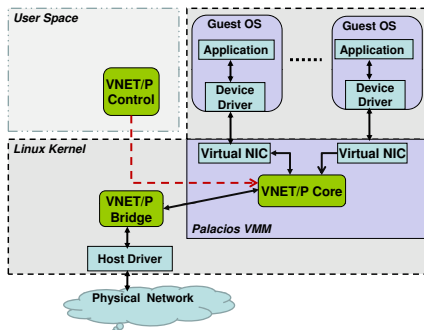 User Space
VNET/P
Control
Guest OS
Application
Device
Driver
Guest OS
Application
Device
Driver
Linux Kernel
Virtual NIC
Virtual NIC
VNET/P Core
VNET/P
Bridge
Palacios VMM
Host Driver
Physical Network